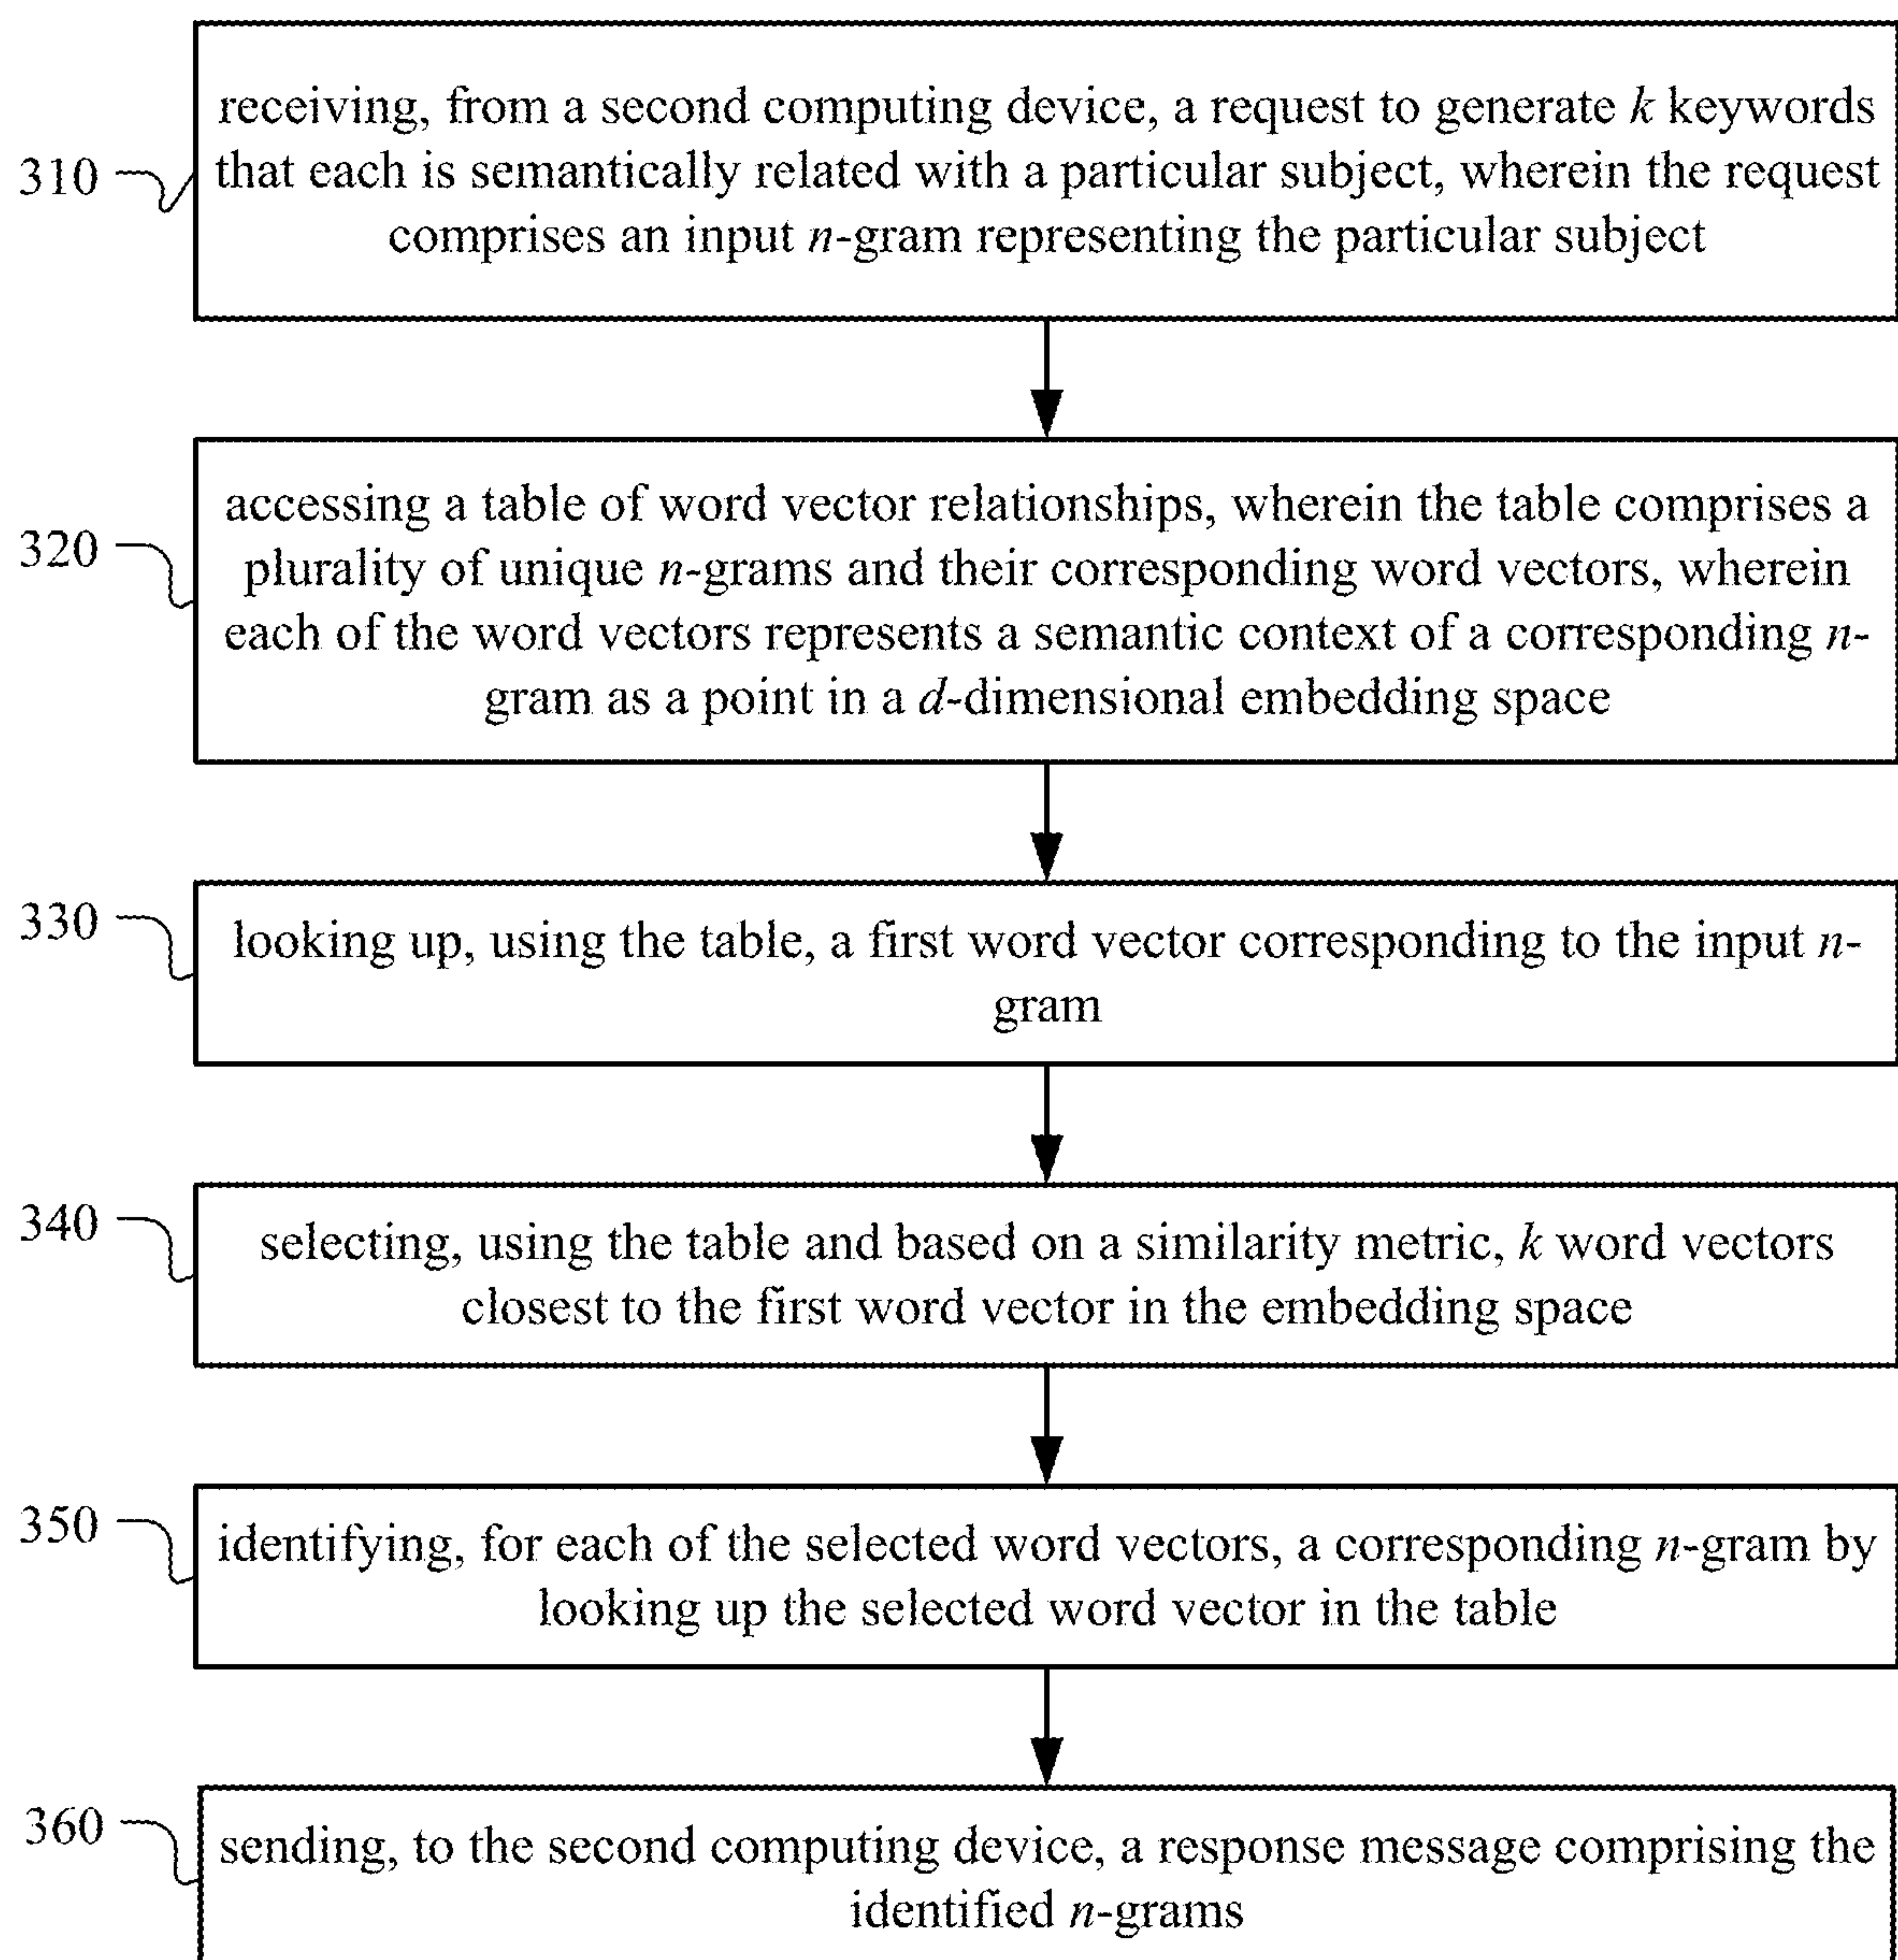 310
receiving, from a second computing device, a request to generate k keywords
that each is semantically related with a particular subject, wherein the request
comprises an input n-gram representing the particular subject
320
accessing a table of word vector relationships, wherein the table comprises a
plurality of unique n-grams and their corresponding word vectors, wherein
each of the word vectors represents a semantic context of a corresponding n-
gram as a point in a d-dimensional embedding space
330
looking up, using the table, a first word vector corresponding to the input n-
gram
340
selecting, using the table and based on a similarity metric, k word vectors
closest to the first word vector in the embedding space
350
identifying, for each of the selected word vectors, a corresponding n-gram by
looking up the selected word vector in the table
360
sending, to the second computing device, a response message comprising the
identified n-grams